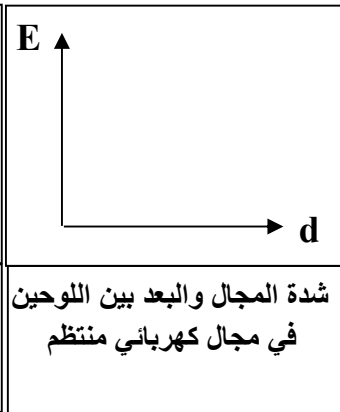 E
d
شدة المجال والبعد بين اللوحين
في مجال كهربائي منتظم